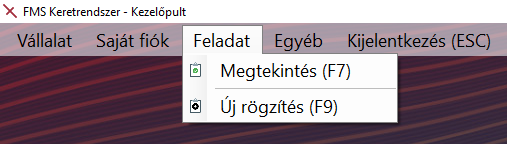 FMS Keretrendszer - Kezelőpult
Vállalat Saját fiók Feladat Egyéb Kijelentkezés (ESC)
Megtekintés (F7)
Új rögzítés (F9)